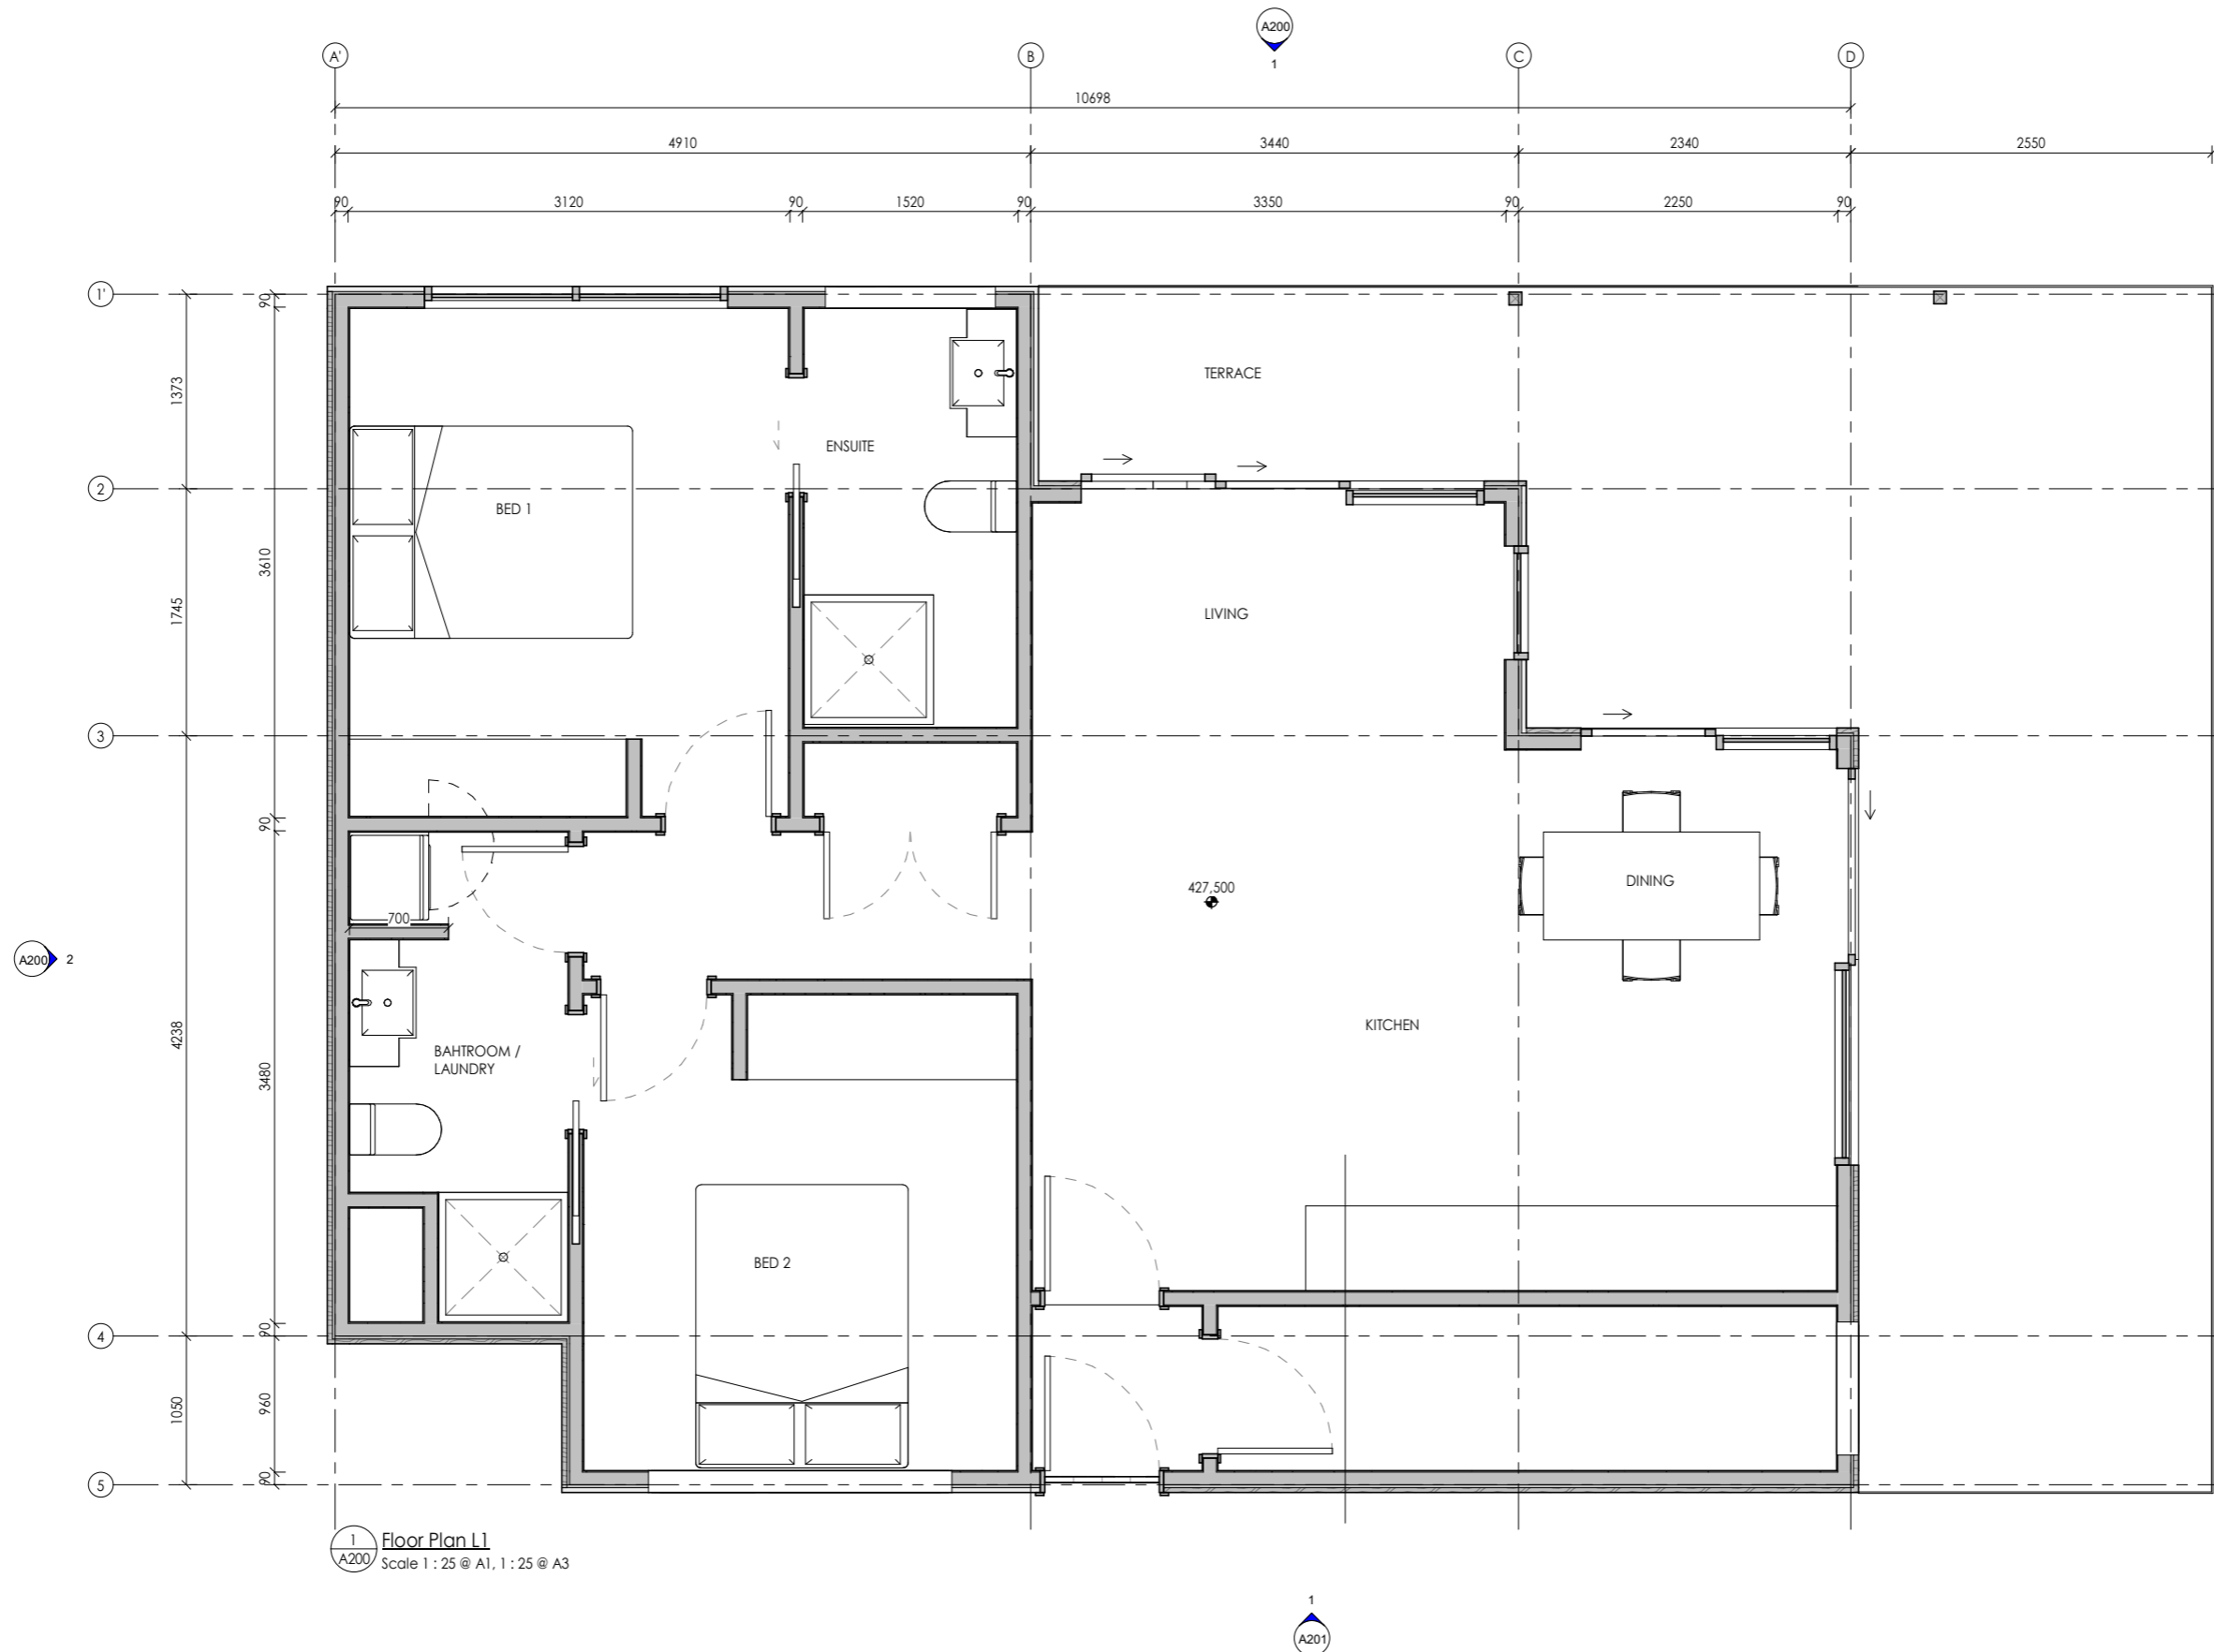 A200
1
A'
B
C
D
10698
4910
3440
2340
2550
90
3120
90
1520
90
3350
90
2250
90
1'
2
3
4
5
1373
1745
4238
1050
90
3610
90
3480
90
960
90
TERRACE
ENSUITE
BED 1
LIVING
427,500
DINING
700
A200
2
KITCHEN
BAHTROOM /
LAUNDRY
BED 2
1
A200
Floor Plan L1
Scale 1 : 25 @ A1, 1 : 25 @ A3
1
A201